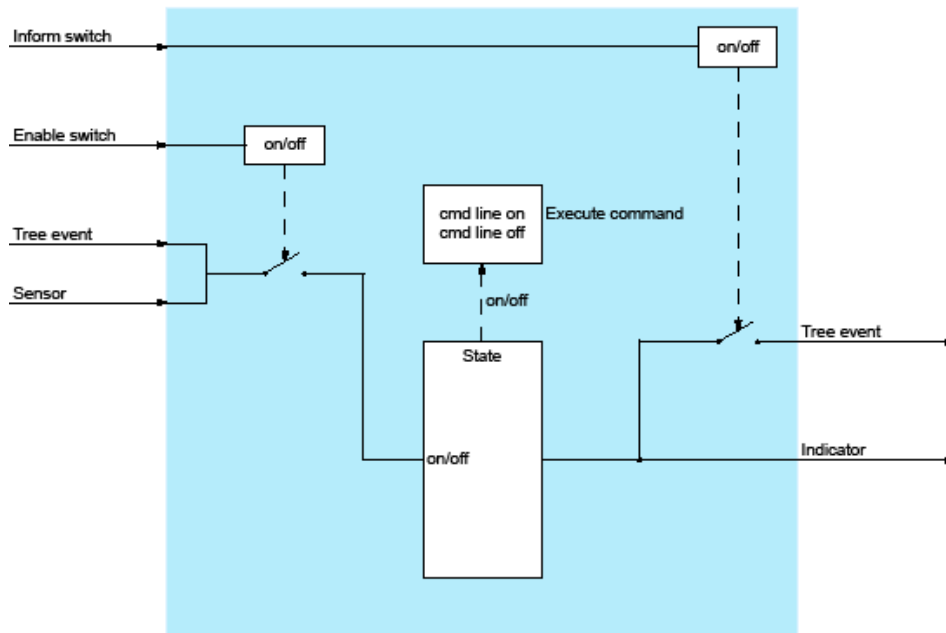 Inform switch
on/off
Enable switch
on/off
cmd line on
cmd line off
Execute command
Tree event
Sensor
on/off
Tree event
State
on/off
Indicator